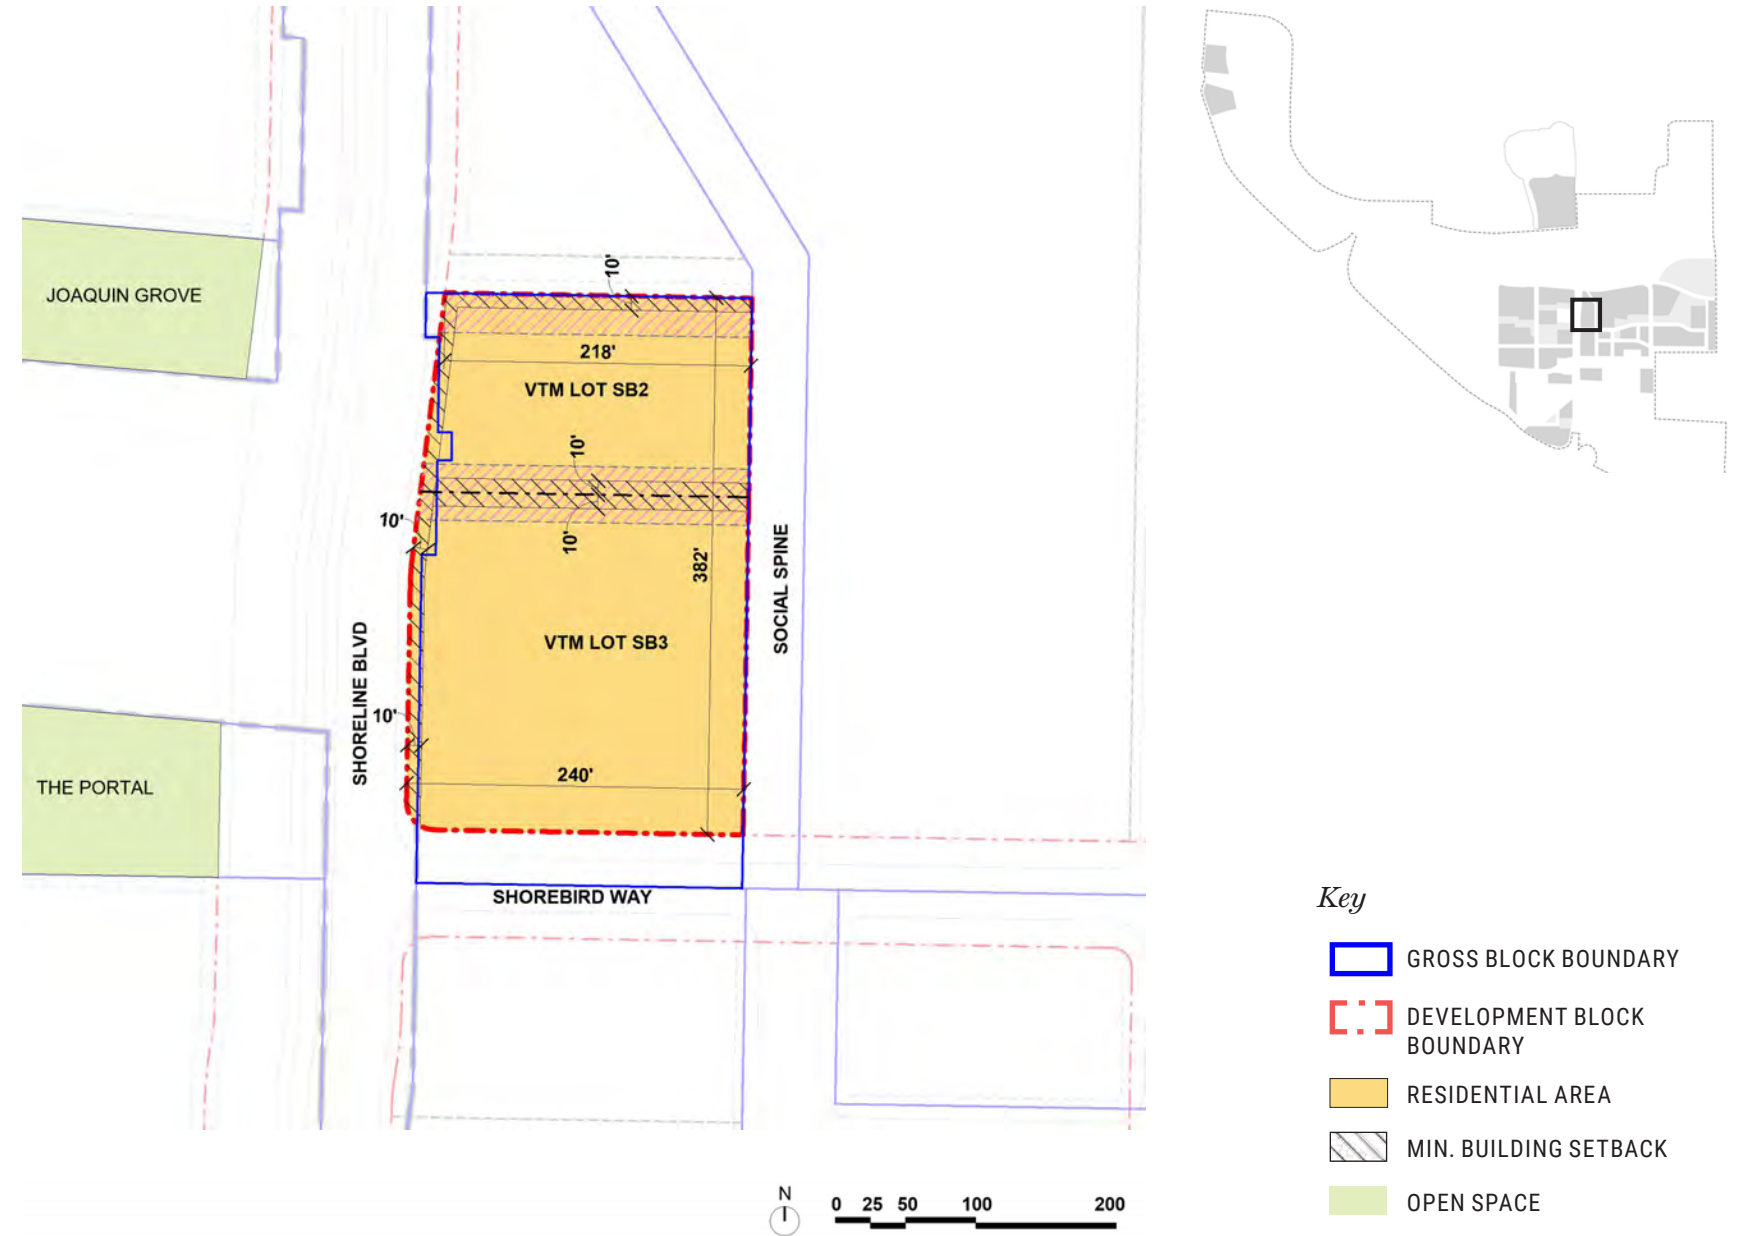 10'
JOAQUIN GROVE
218'
VTM LOT SB2
10'
10'
10'
382'
SOCIAL SPINE
VTM LOT SB3
SHORELINE BLVD
10'
240'
THE PORTAL
SHOREBIRD WAY
Key
GROSS BLOCK BOUNDARY
DEVELOPMENT BLOCK
BOUNDARY
RESIDENTIAL AREA
MIN. BUILDING SETBACK
OPEN SPACE
N
0 25 50 100 200